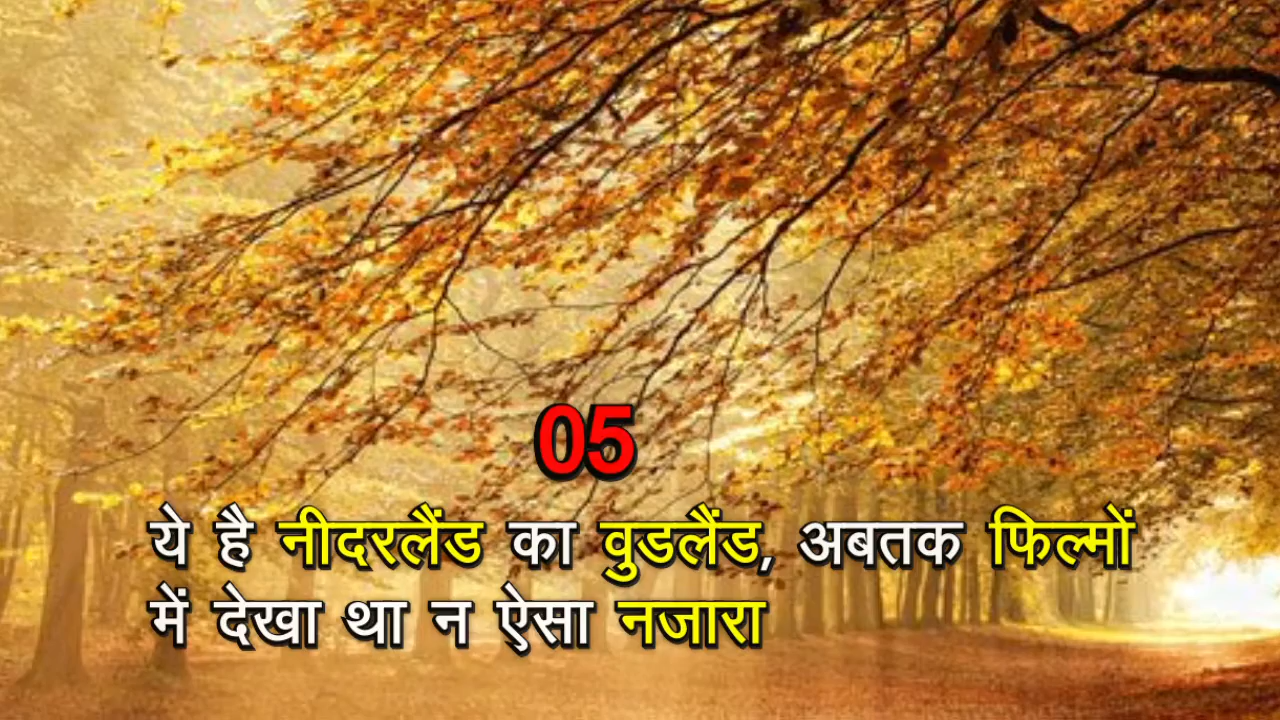 05
ये है नीदरलैंड का वुडलैंड, अबतक फिल्मों
में देखा था न ऐसा नजारा